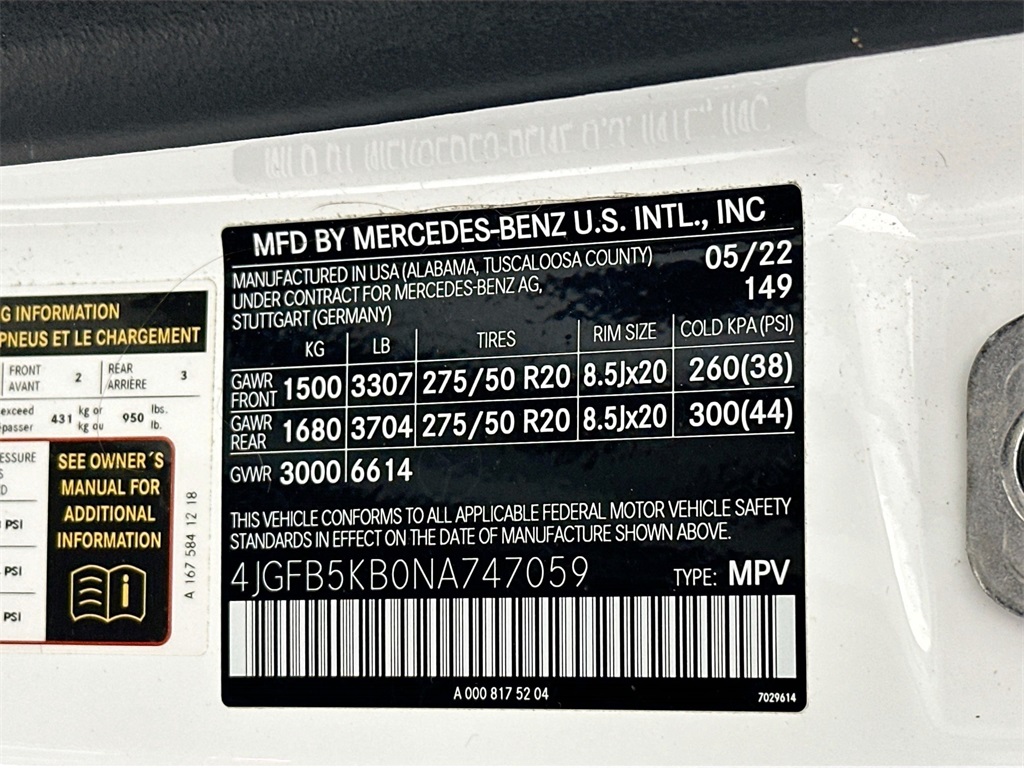 MFD BY MERCEDES-BENZ U.S. INTL., INC
MANUFACTURED IN USA (ALABAMA, TUSCALOOSA COUNTY) 05/22
UNDER CONTRACT FOR MERCEDES-BENZ AG, 149
STUTTGART (GERMANY)
KG LB TIRES RIM SIZE COLD KPA (PSI)
GAWR FRONT 1500 3307 275/50 R20 8.5Jx20 260(38)
GAWR REAR 1680 3704 275/50 R20 8.5Jx20 300(44)
GVWR 3000 6614
THIS VEHICLE CONFORMS TO ALL APPLICABLE FEDERAL MOTOR VEHICLE SAFETY
STANDARDS IN EFFECT ON THE DATE OF MANUFACTURE SHOWN ABOVE.
4JGFB5KB0NA747059 TYPE: MPV
A 000 817 52 04 7029614
G INFORMATION
PNEUS ET LE CHARGEMENT
FRONT AVANT 2 REAR ARRIÈRE 3
exceed 431 kg or 950 lbs.
passer kg ou lb.
ESSURE
S
D
PSI
PSI
PSI
SEE OWNER´S
MANUAL FOR
ADDITIONAL
INFORMATION
A 167 584 12 18